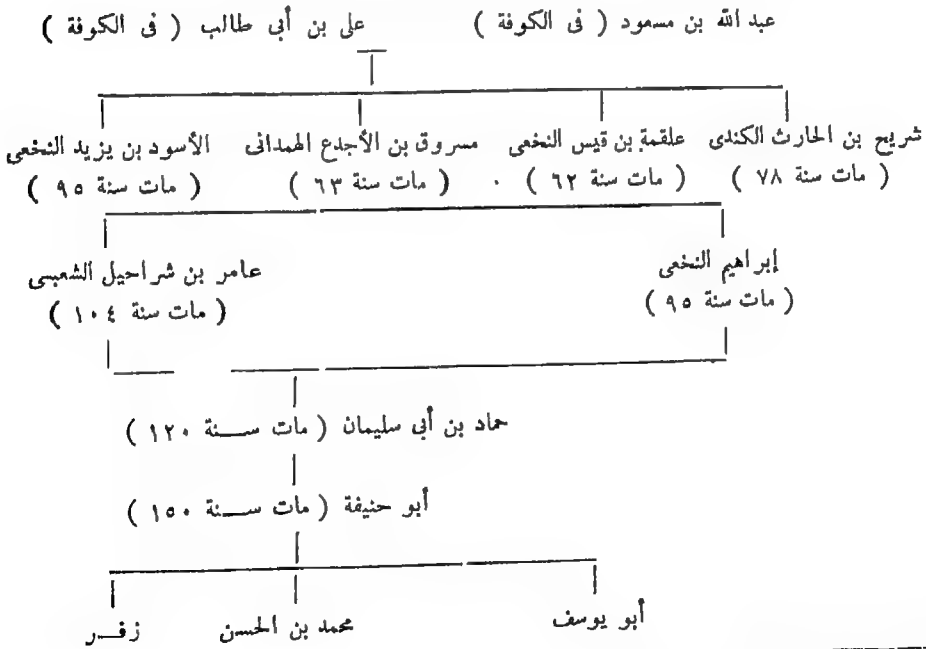 عبد الله بن مسعود ( فى الكوفة ) على بن أبى طالب ( فى الكوفة )
شريح بن الحارث الكندى علقمة بن قيس النخعى مسروق بن الأجدع الهمدانى الأسود بن يزيد النخعى
( مات سنة ٧٨ ) ( مات سنة ٦٢ ) . ( مات سنة ٦٣ ) ( مات سنة ٩٥ )
إبراهيم النخعى عامر بن شراحيل الشعبى
( مات سنة ٩٥ ) ( مات سنة ١٠٤ )
حماد بن أبى سليمان ( مات سنة ١٢٠ )
أبو حنيفة ( مات سنة ١٥٠ )
أبو يوسف محمد بن الحسن زفر